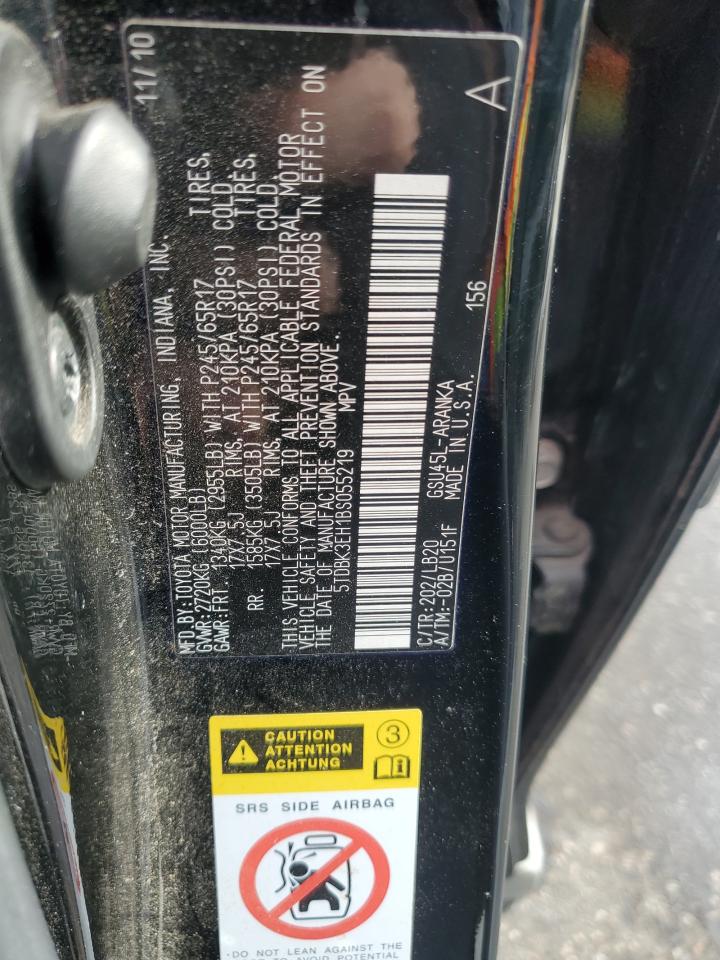 MFD.BY:TOYOTA MOTOR MANUFACTURING, INDIANA, INC. 11/10
GVWR:2720KG (6000LB)
GAWR:FRT 1340KG (2955LB) WITH P245/65R17 TIRES,
17X7.5J RIMS, AT 210KPA (30PSI) COLD.
RR. 1585KG (3505LB) WITH P245/65R17 TIRES,
17X7.5J RIMS, AT 210KPA (30PSI) COLD.
THIS VEHICLE CONFORMS TO ALL APPLICABLE FEDERAL MOTOR
VEHICLE SAFETY AND THEFT PREVENTION STANDARDS IN EFFECT ON
THE DATE OF MANUFACTURE SHOWN ABOVE.
5TDBK3EH1BS055219 MPV
C/TR:202/LB20 GSU45L-ARANKA 156
A/TM:-02B/U151F MADE IN U.S.A. A
CAUTION
ATTENTION
ACHTUNG
3
SRS SIDE AIRBAG
·DO NOT LEAN AGAINST THE